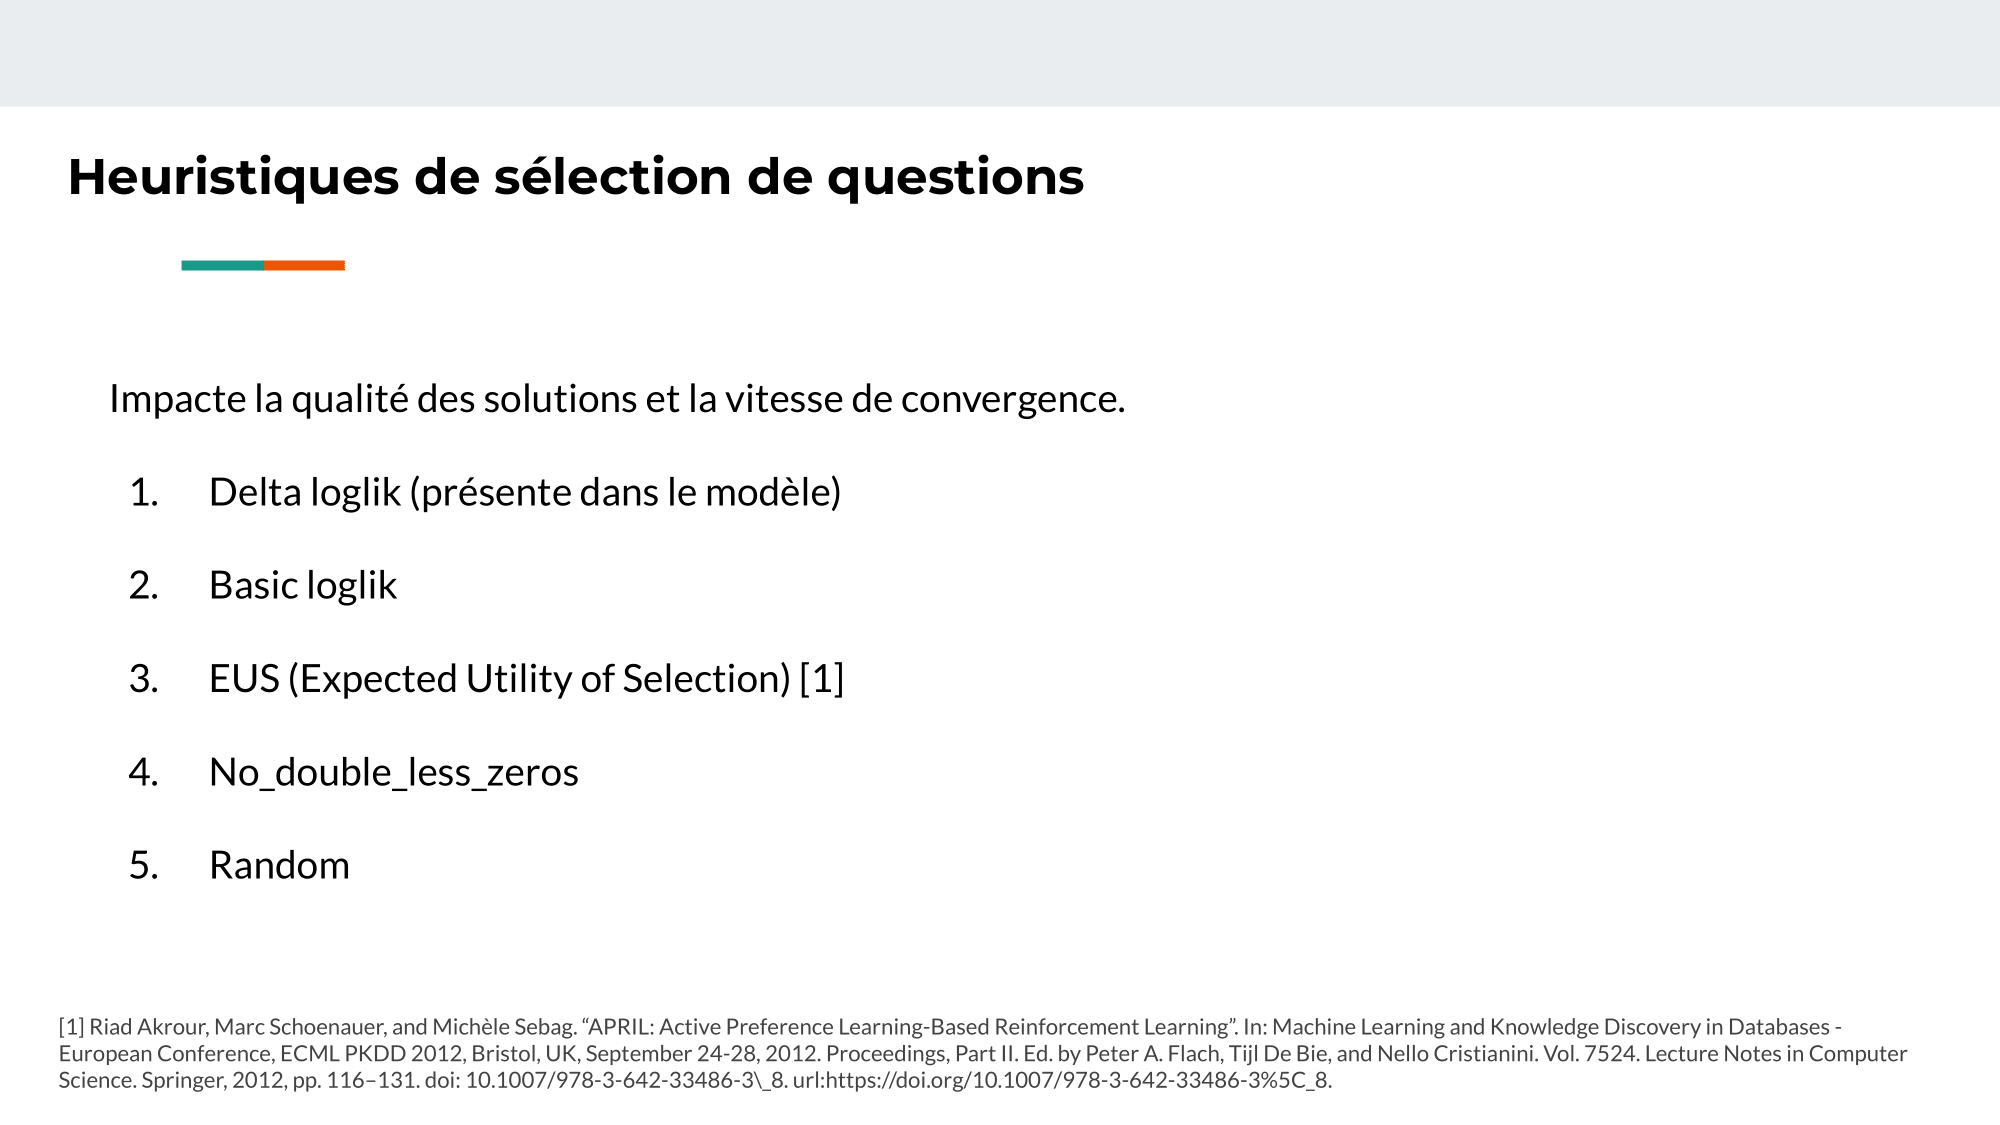 Heuristiques de sélection de questions
Impacte la qualité des solutions et la vitesse de convergence.
1. Delta loglik (présente dans le modèle)
2. Basic loglik
3. EUS (Expected Utility of Selection) [1]
4. No_double_less_zeros
5. Random
[1] Riad Akrour, Marc Schoenauer, and Michèle Sebag. “APRIL: Active Preference Learning-Based Reinforcement Learning”. In: Machine Learning and Knowledge Discovery in Databases -
European Conference, ECML PKDD 2012, Bristol, UK, September 24-28, 2012. Proceedings, Part II. Ed. by Peter A. Flach, Tijl De Bie, and Nello Cristianini. Vol. 7524. Lecture Notes in Computer
Science. Springer, 2012, pp. 116–131. doi: 10.1007/978-3-642-33486-3\_8. url:https://doi.org/10.1007/978-3-642-33486-3%5C_8.